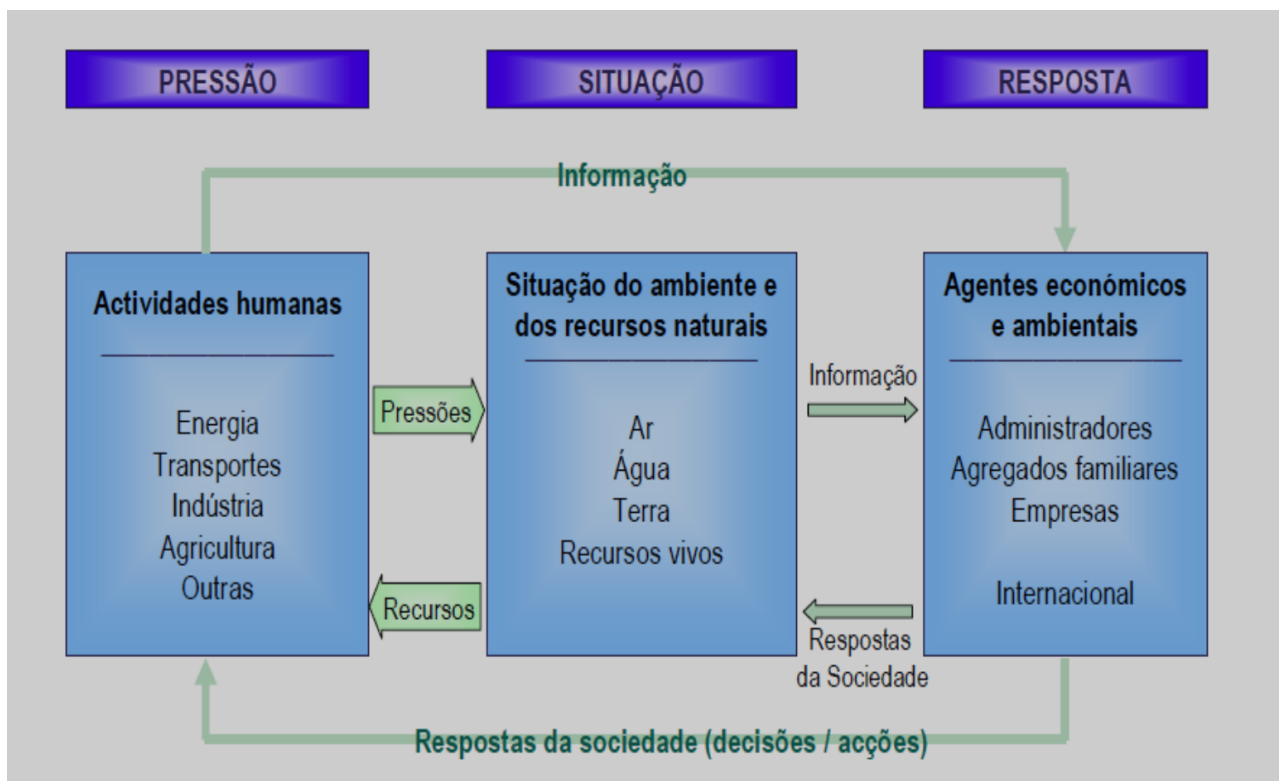 PRESSÃO
SITUAÇÃO
RESPOSTA
Informação
Actividades humanas
Energia
Transportes
Indústria
Agricultura
Outras
Pressões
Recursos
Situação do ambiente e
dos recursos naturais
Ar
Água
Terra
Recursos vivos
Informação
Respostas
da Sociedade
Agentes económicos
e ambientais
Administradores
Agregados familiares
Empresas
Internacional
Respostas da sociedade (decisões / acções)